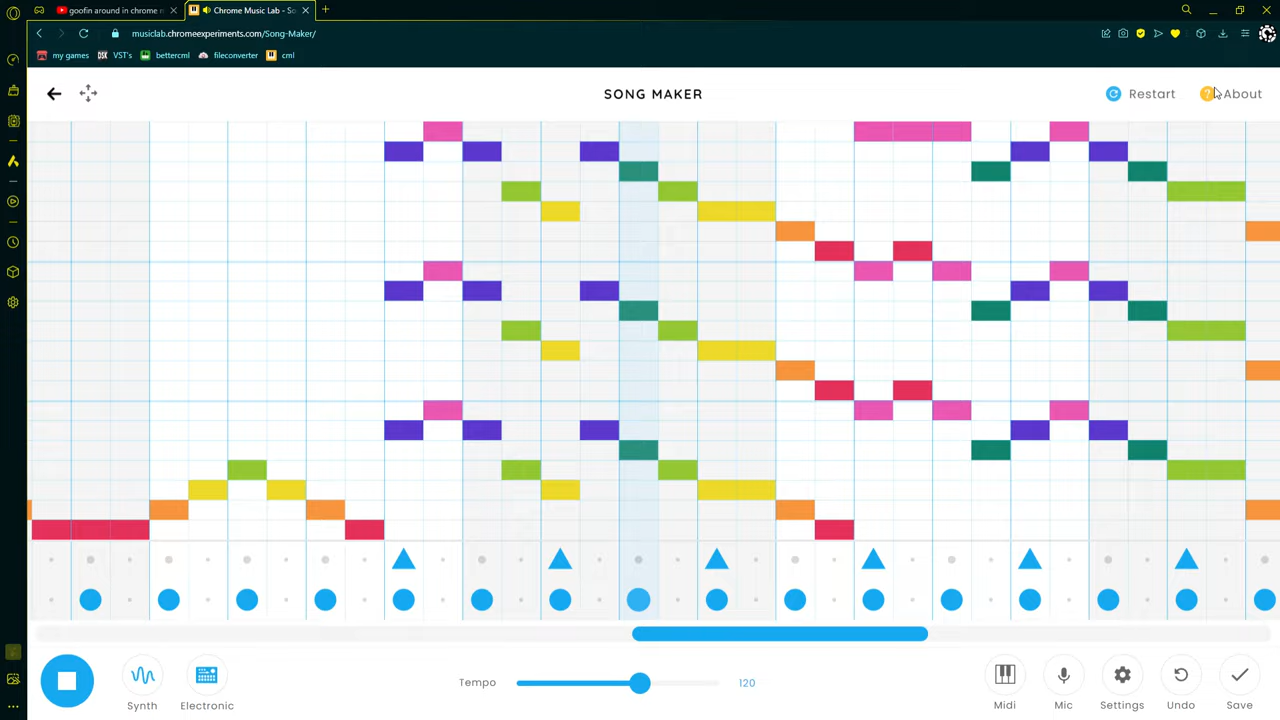 goofin around in chrome m
Chrome Music Lab - So
musiclab.chromeexperiments.com/Song-Maker/
my games
DSK VST's
bettercml
fileconverter
cml
SONG MAKER
Restart
? About
Tempo
120
Synth
Electronic
Midi
Mic
Settings
Undo
Save